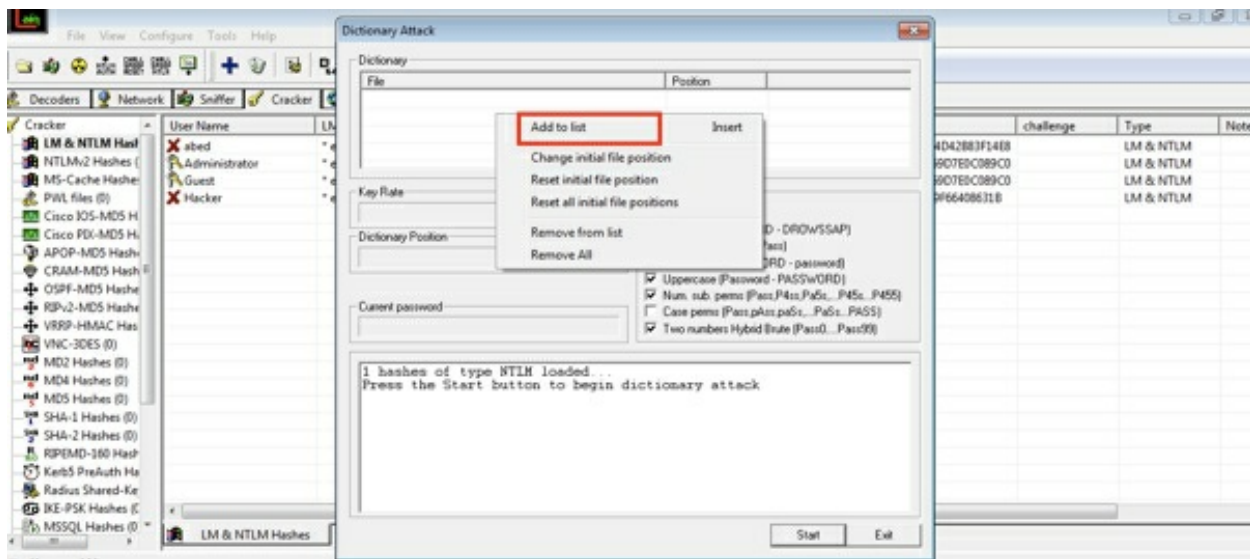 File View Configure Tools Help
Decoders Network Sniffer Cracker
Cracker
LM & NTLM Hash
NTLMv2 Hashes (
MS-Cache Hashe
PWL files (0)
Cisco IOS-MD5 H
Cisco PIX-MD5 H
APOP-MD5 Hash
CRAM-MD5 Hash
OSPF-MD5 Hashe
RIPv2-MD5 Hashe
VRRP-HMAC Has
VNC-3DES (0)
MD2 Hashes (0)
MD4 Hashes (0)
MD5 Hashes (0)
SHA-1 Hashes (0)
SHA-2 Hashes (0)
RIPEMD-160 Hash
Kerb5 PreAuth Ha
Radius Shared-Ke
IKE-PSK Hashes (
MSSQL Hashes (0
User Name
abed
Administrator
Guest
Hacker
LM & NTLM Hashes
Dictionary Attack
Dictionary
File Position
Add to list Insert
Change initial file position
Reset initial file position
Reset all initial file positions
Remove from list
Remove All
Key Rate
Dictionary Position
Current password
D - DROWSSAP)
Pass)
ORD - password)
Uppercase (Password - PASSWORD)
Num. sub. perms (Pass,P4ss,Pa5s,...P45s...P455)
Case perms (Pass,pAss,paSs,...PaSs...PASS)
Two numbers Hybrid Brute (Pass0....Pass99)
1 hashes of type NTLM loaded...
Press the Start button to begin dictionary attack
Start Exit
challenge Type Note
LM & NTLM
LM & NTLM
LM & NTLM
LM & NTLM